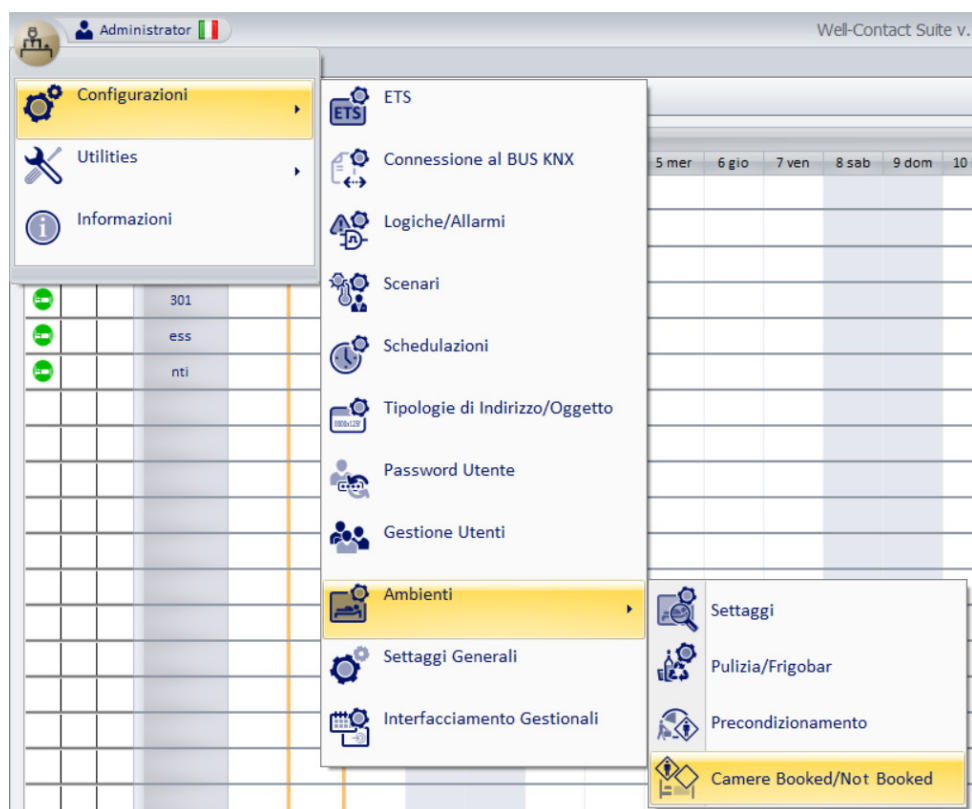 Administrator
Well-Contact Suite v.
Configurazioni
Utilities
Informazioni
ETS
ETS
Connessione al BUS KNX
Logiche/Allarmi
Scenari
Schedulazioni
Tipologie di Indirizzo/Oggetto
Password Utente
Gestione Utenti
Ambienti
Settaggi Generali
Interfacciamento Gestionali
Settaggi
Pulizia/Frigobar
Precondizionamento
Camere Booked/Not Booked
5 mer 6 gio 7 ven 8 sab 9 dom 10
301
ess
nti